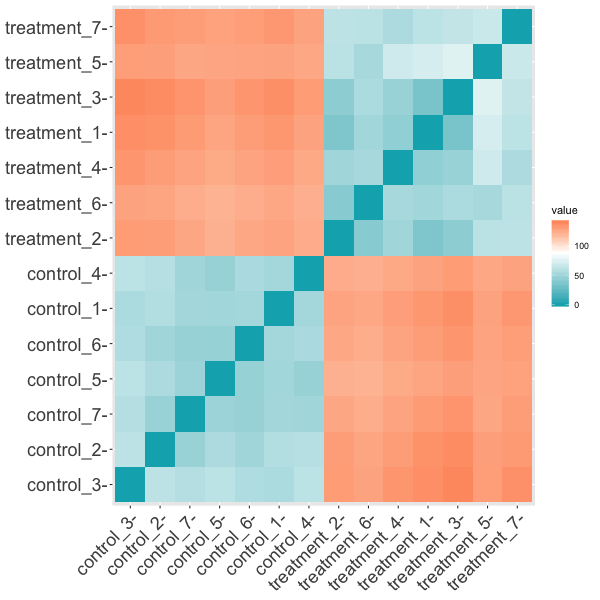 treatment_7-
treatment_5-
treatment_3-
treatment_1-
treatment_4-
treatment_6-
treatment_2-
control_4-
control_1-
control_6-
control_5-
control_7-
control_2-
control_3-
value
100
50
0
control_3-
control_2-
control_7-
control_5-
control_6-
control_1-
control_4-
treatment_2-
treatment_6-
treatment_4-
treatment_1-
treatment_3-
treatment_5-
treatment_7-